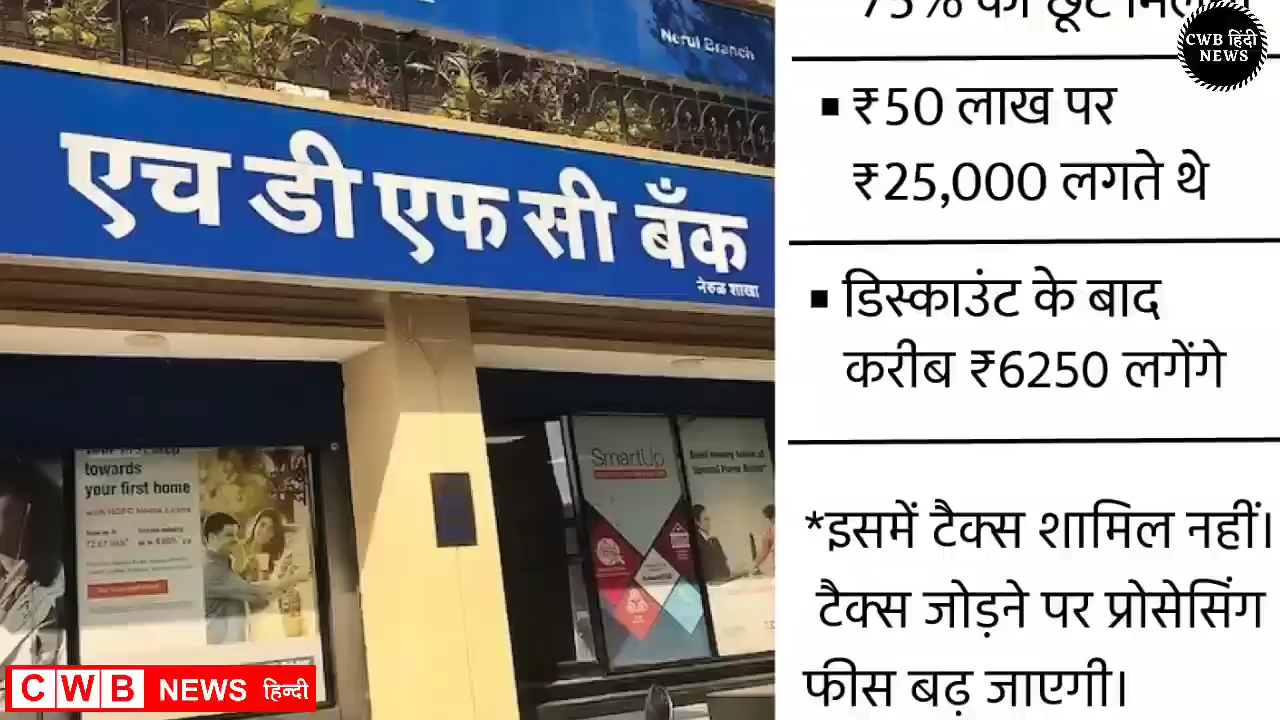 Nerul Branch
एच डी एफ सी बँक
नेरुळ शाखा
towards
your first home
SmartUp
75% की छूट मिलेगी
CWB हिंदी
NEWS
▪ ₹50 लाख पर
₹25,000 लगते थे
▪ डिस्काउंट के बाद
करीब ₹6250 लगेंगे
*इसमें टैक्स शामिल नहीं।
टैक्स जोड़ने पर प्रोसेसिंग
फीस बढ़ जाएगी।
CWB NEWS हिन्दी